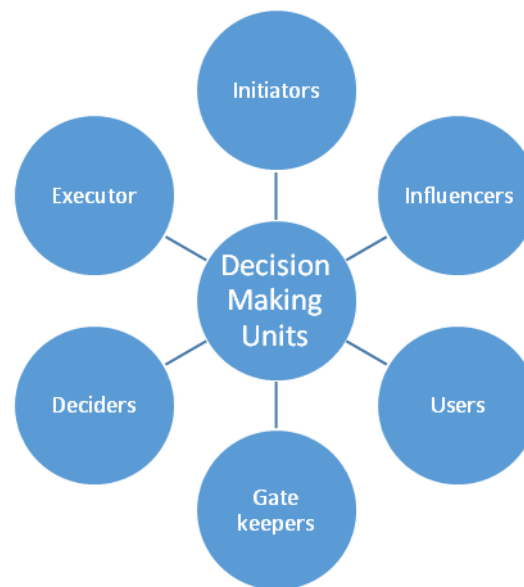 Initiators
Executor
Influencers
Decision
Making
Units
Deciders
Users
Gate
keepers